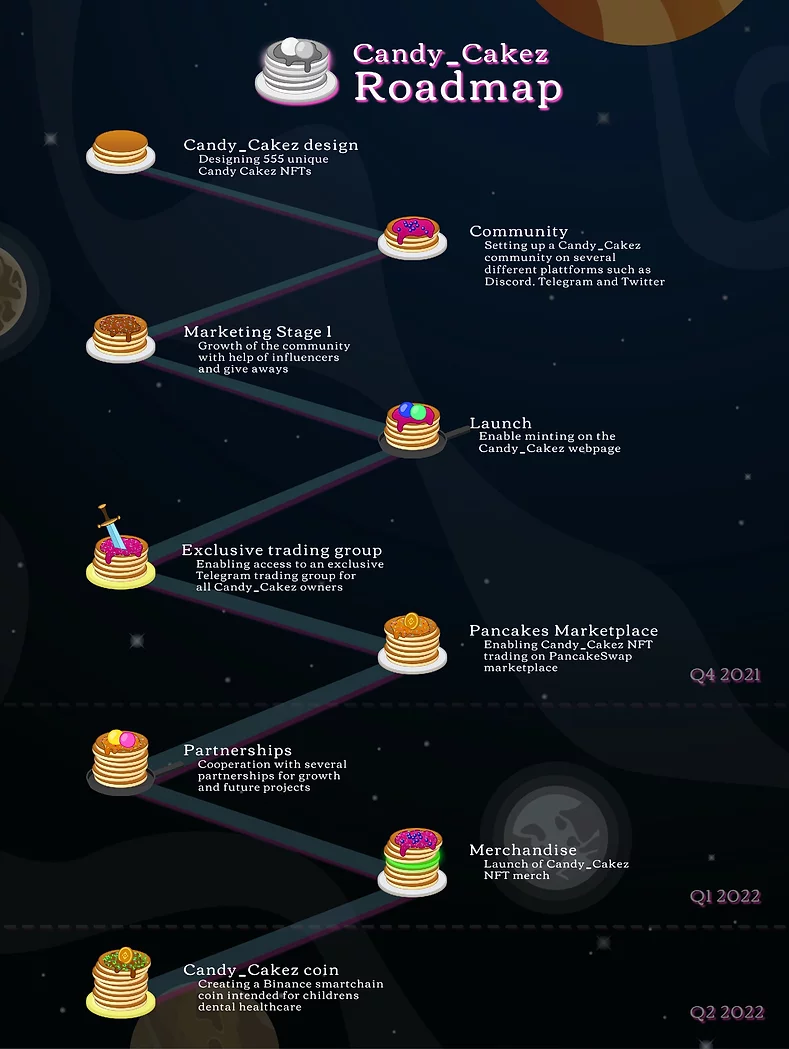 Candy_Cakez
Roadmap
Candy_Cakez design
Designing 555 unique
Candy Cakez NFTs
Community
Setting up a Candy_Cakez
community on several
different plattforms such as
Discord. Telegram and Twitter
Marketing Stage 1
Growth of the community
with help of influencers
and give aways
Launch
Enable minting on the
Candy_Cakez webpage
Exclusive trading group
Enabling access to an exclusive
Telegram trading group for
all Candy_Cakez owners
Pancakes Marketplace
Enabling Candy_Cakez NFT
trading on PancakeSwap
marketplace
Q4 2021
Partnerships
Cooperation with several
partnerships for growth
and future projects
Merchandise
Launch of Candy_Cakez
NFT merch
Q1 2022
Candy_Cakez coin
Creating a Binance smartchain
coin intended for childrens
dental healthcare
Q2 2022